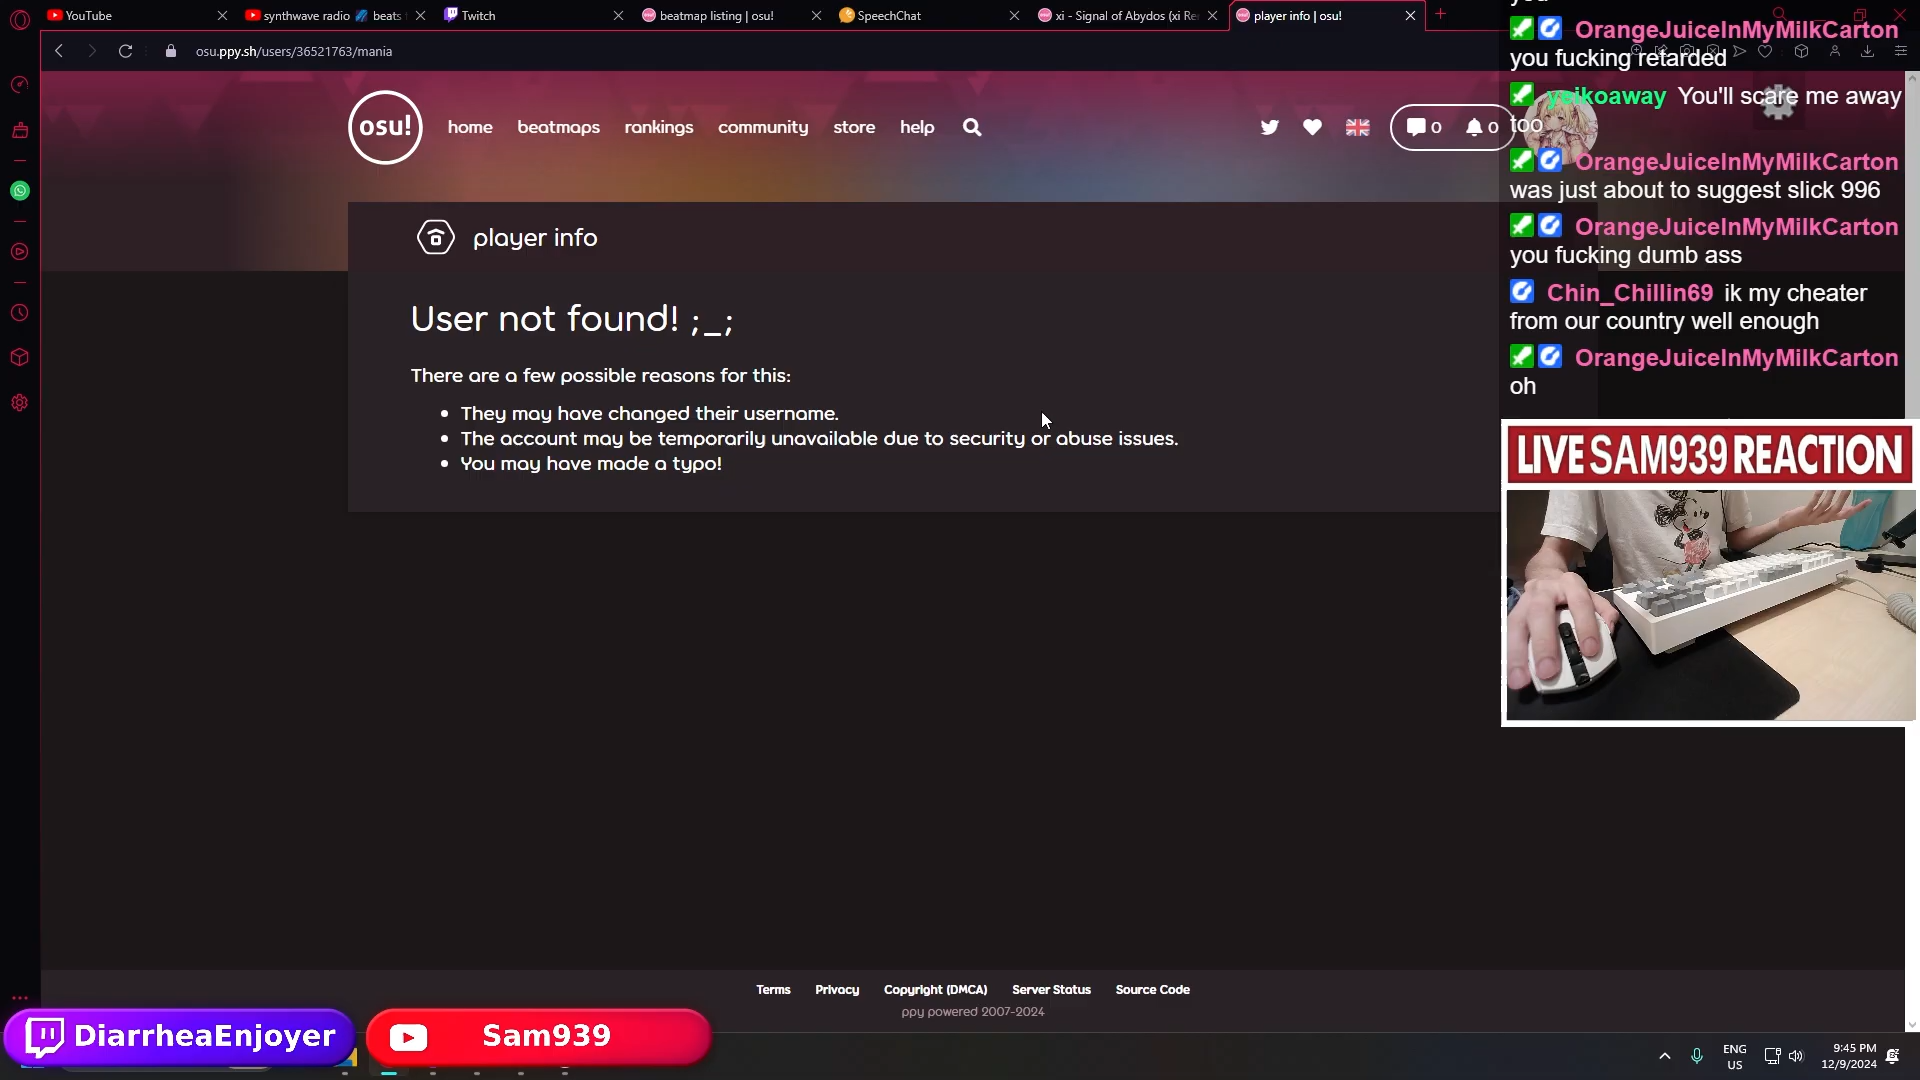 YouTube
synthwave radio 🌌 beats
Twitch
beatmap listing | osu!
SpeechChat
xi - Signal of Abydos (xi Re
player info | osu!
osu.ppy.sh/users/36521763/mania
osu!
home
beatmaps
rankings
community
store
help
0
0
player info
User not found! ;_;
There are a few possible reasons for this:
They may have changed their username.
The account may be temporarily unavailable due to security or abuse issues.
You may have made a typo!
OrangeJuiceInMyMilkCarton
you fucking retarded
yeikoaway You'll scare me away
too
OrangeJuiceInMyMilkCarton
was just about to suggest slick 996
OrangeJuiceInMyMilkCarton
you fucking dumb ass
Chin_Chillin69 ik my cheater
from our country well enough
OrangeJuiceInMyMilkCarton
oh
LIVE SAM939 REACTION
Terms
Privacy
Copyright (DMCA)
Server Status
Source Code
ppy powered 2007-2024
DiarrheaEnjoyer
Sam939
ENG
US
9:45 PM
12/9/2024